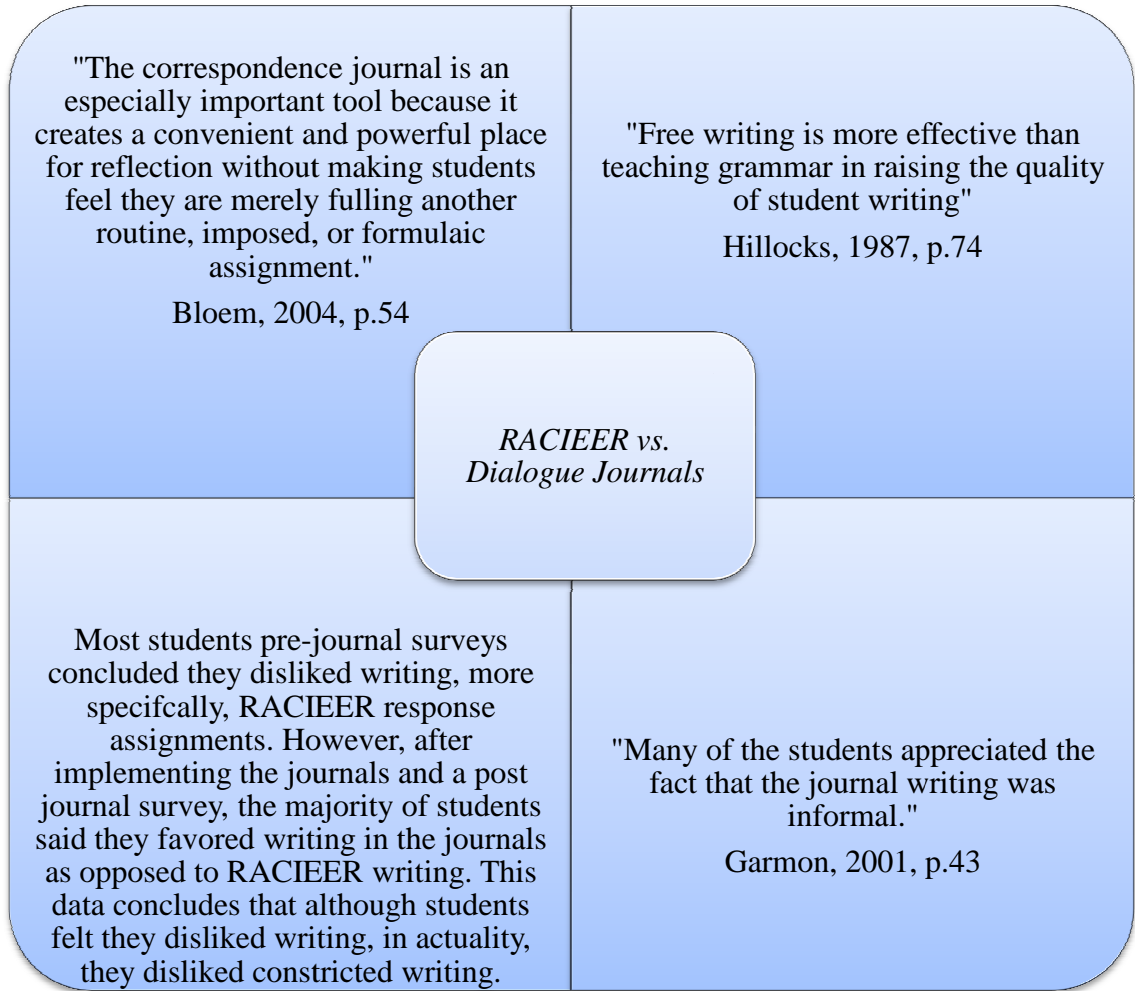 "The correspondence journal is an
especially important tool because it
creates a convenient and powerful place
for reflection without making students
feel they are merely fulling another
routine, imposed, or formulaic
assignment."
Bloem, 2004, p.54
"Free writing is more effective than
teaching grammar in raising the quality
of student writing"
Hillocks, 1987, p.74
RACIEER vs.
Dialogue Journals
Most students pre-journal surveys
concluded they disliked writing, more
specifcally, RACIEER response
assignments. However, after
implementing the journals and a post
journal survey, the majority of students
said they favored writing in the journals
as opposed to RACIEER writing. This
data concludes that although students
felt they disliked writing, in actuality,
they disliked constricted writing.
"Many of the students appreciated the
fact that the journal writing was
informal."
Garmon, 2001, p.43